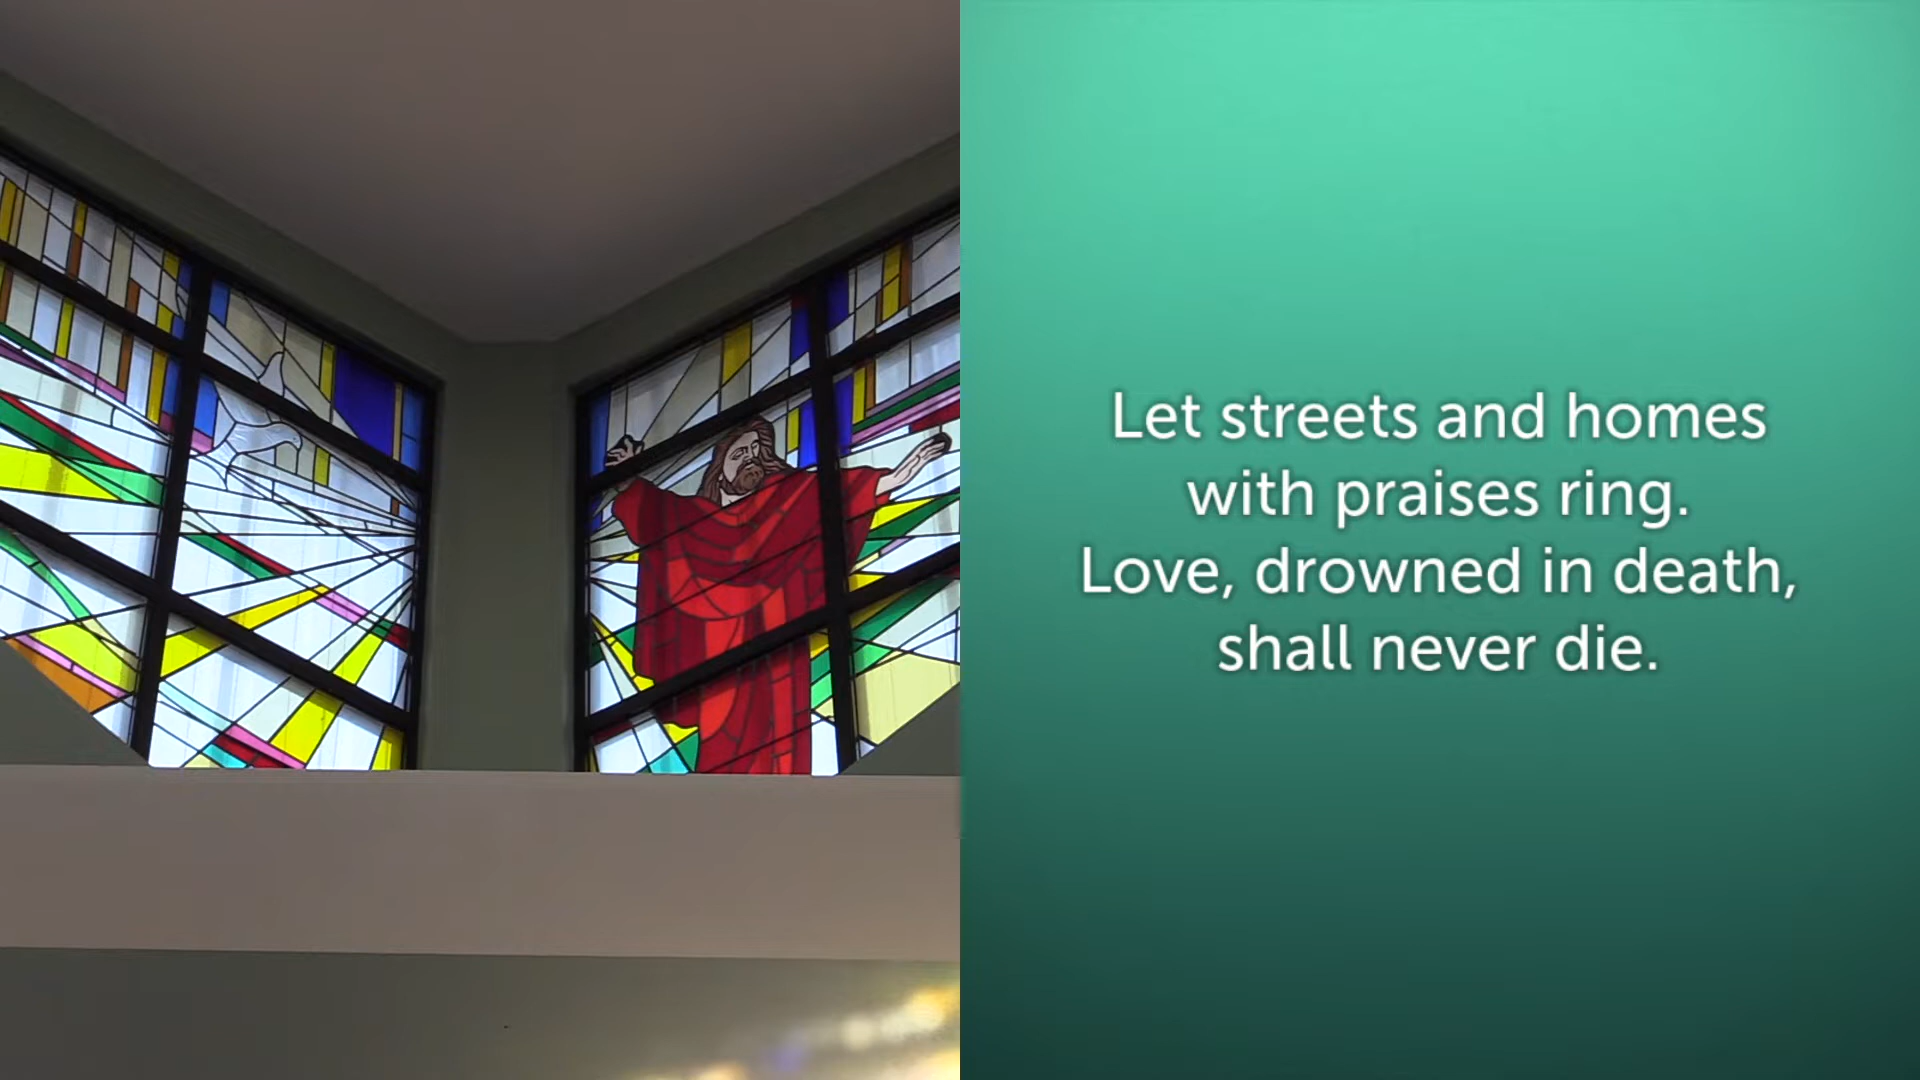 Let streets and homes
with praises ring.
Love, drowned in death,
shall never die.